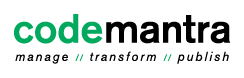 codemantra
manage // transform // publish